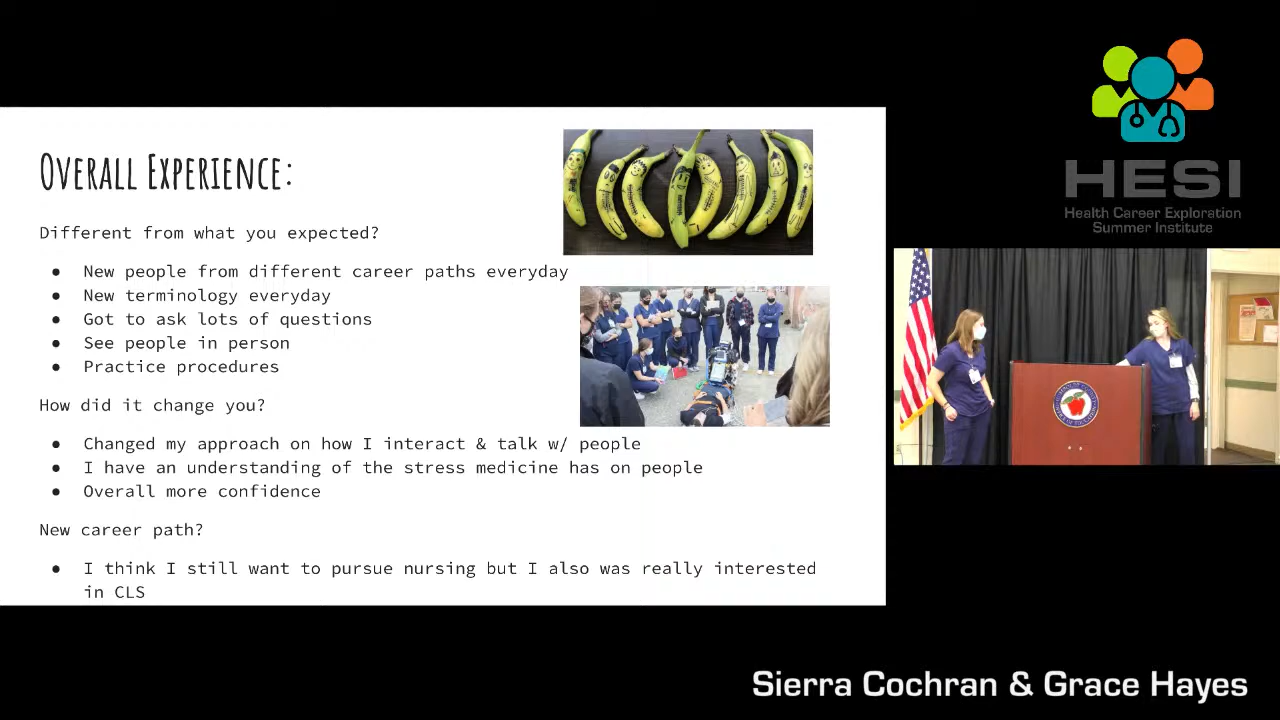 OVERALL EXPERIENCE:
Different from what you expected?
● New people from different career paths everyday
● New terminology everyday
● Got to ask lots of questions
● See people in person
● Practice procedures
How did it change you?
● Changed my approach on how I interact & talk w/ people
● I have an understanding of the stress medicine has on people
● Overall more confidence
New career path?
● I think I still want to pursue nursing but I also was really interested
in CLS
HESI
Health Career Exploration
Summer Institute
Sierra Cochran & Grace Hayes